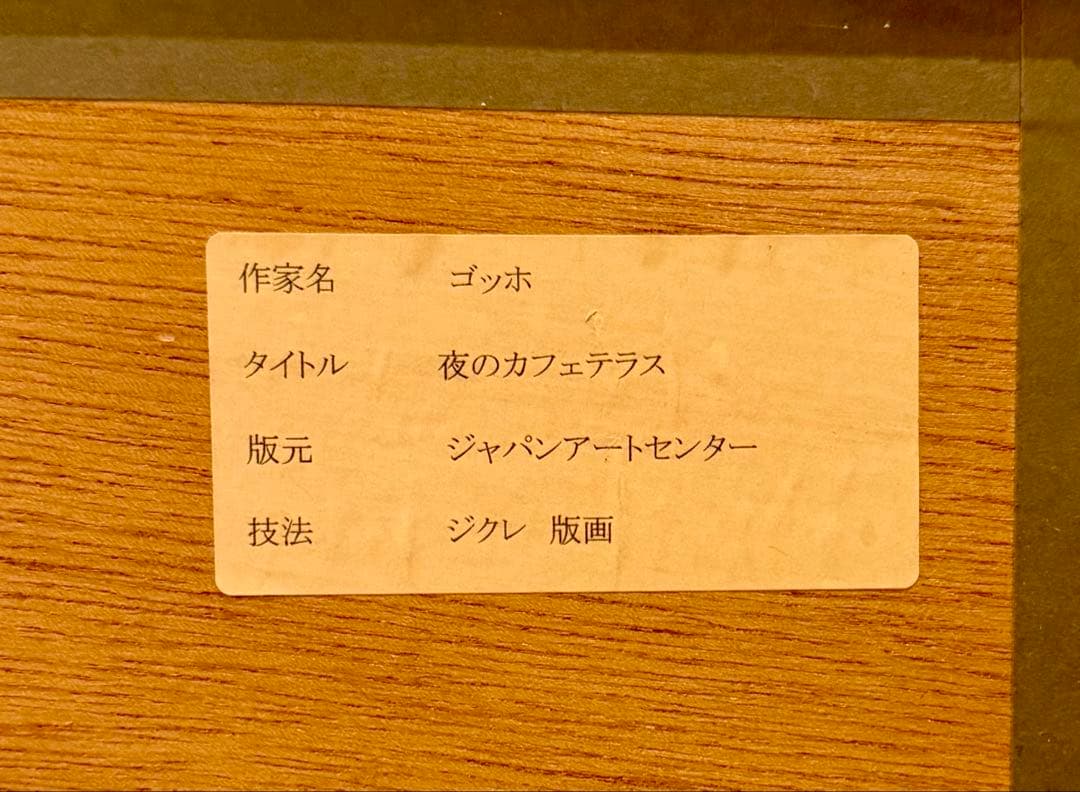 作家名 ゴッホ
タイトル 夜のカフェテラス
版元 ジャパンアートセンター
技法 ジクレ 版画